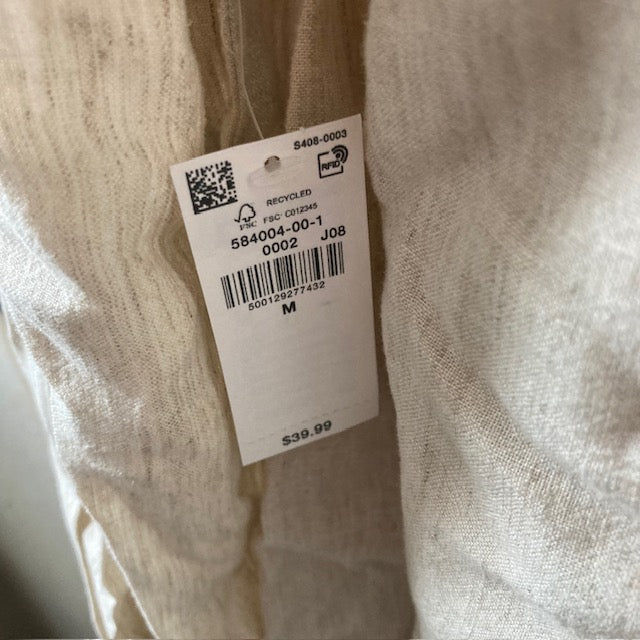 S408-0003
RFID
RECYCLED
FSC FSC® C012345
584004-00-1
0002 J08
500129277432
M
$39.99